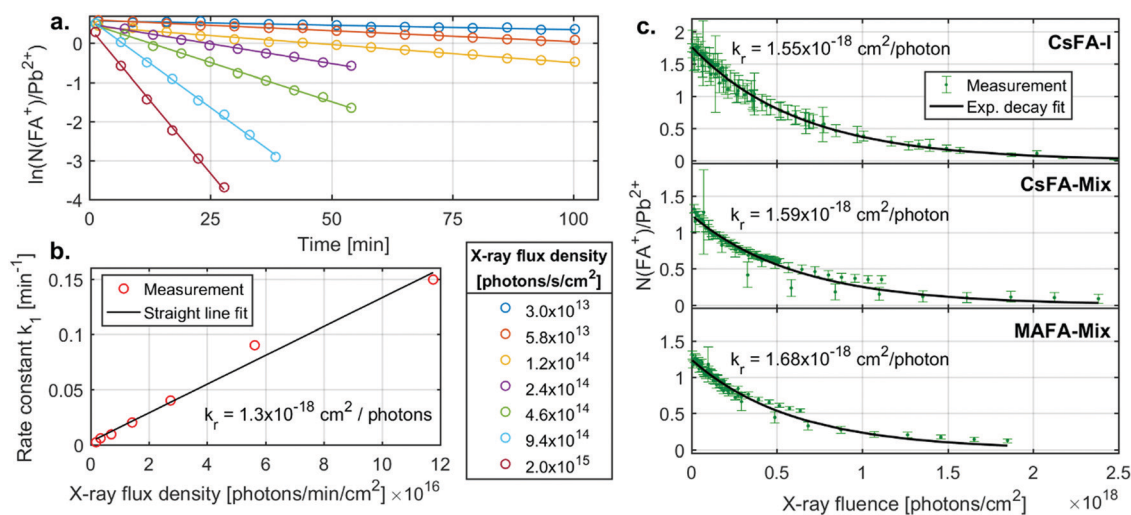 a.
ln(N(FA⁺)/Pb²⁺)
0
-1
-2
-3
-4
0 25 50 75 100
Time [min]
b.
Rate constant k₁ [min⁻¹]
0.15
0.1
0.05
0
Measurement
Straight line fit
kᵣ = 1.3x10⁻¹⁸ cm² / photons
0 2 4 6 8 10 12
X-ray flux density [photons/min/cm²] ×10¹⁶
X-ray flux density
[photons/s/cm²]
3.0x10¹³
5.8x10¹³
1.2x10¹⁴
2.4x10¹⁴
4.6x10¹⁴
9.4x10¹⁴
2.0x10¹⁵
c.
N(FA⁺)/Pb²⁺
2
1.5
1
0.5
0
kᵣ = 1.55x10⁻¹⁸ cm²/photon
CsFA-I
Measurement
Exp. decay fit
1.5
1
0.5
0
kᵣ = 1.59x10⁻¹⁸ cm²/photon
CsFA-Mix
1.5
1
0.5
0
kᵣ = 1.68x10⁻¹⁸ cm²/photon
MAFA-Mix
0 0.5 1 1.5 2 2.5
X-ray fluence [photons/cm²] ×10¹⁸